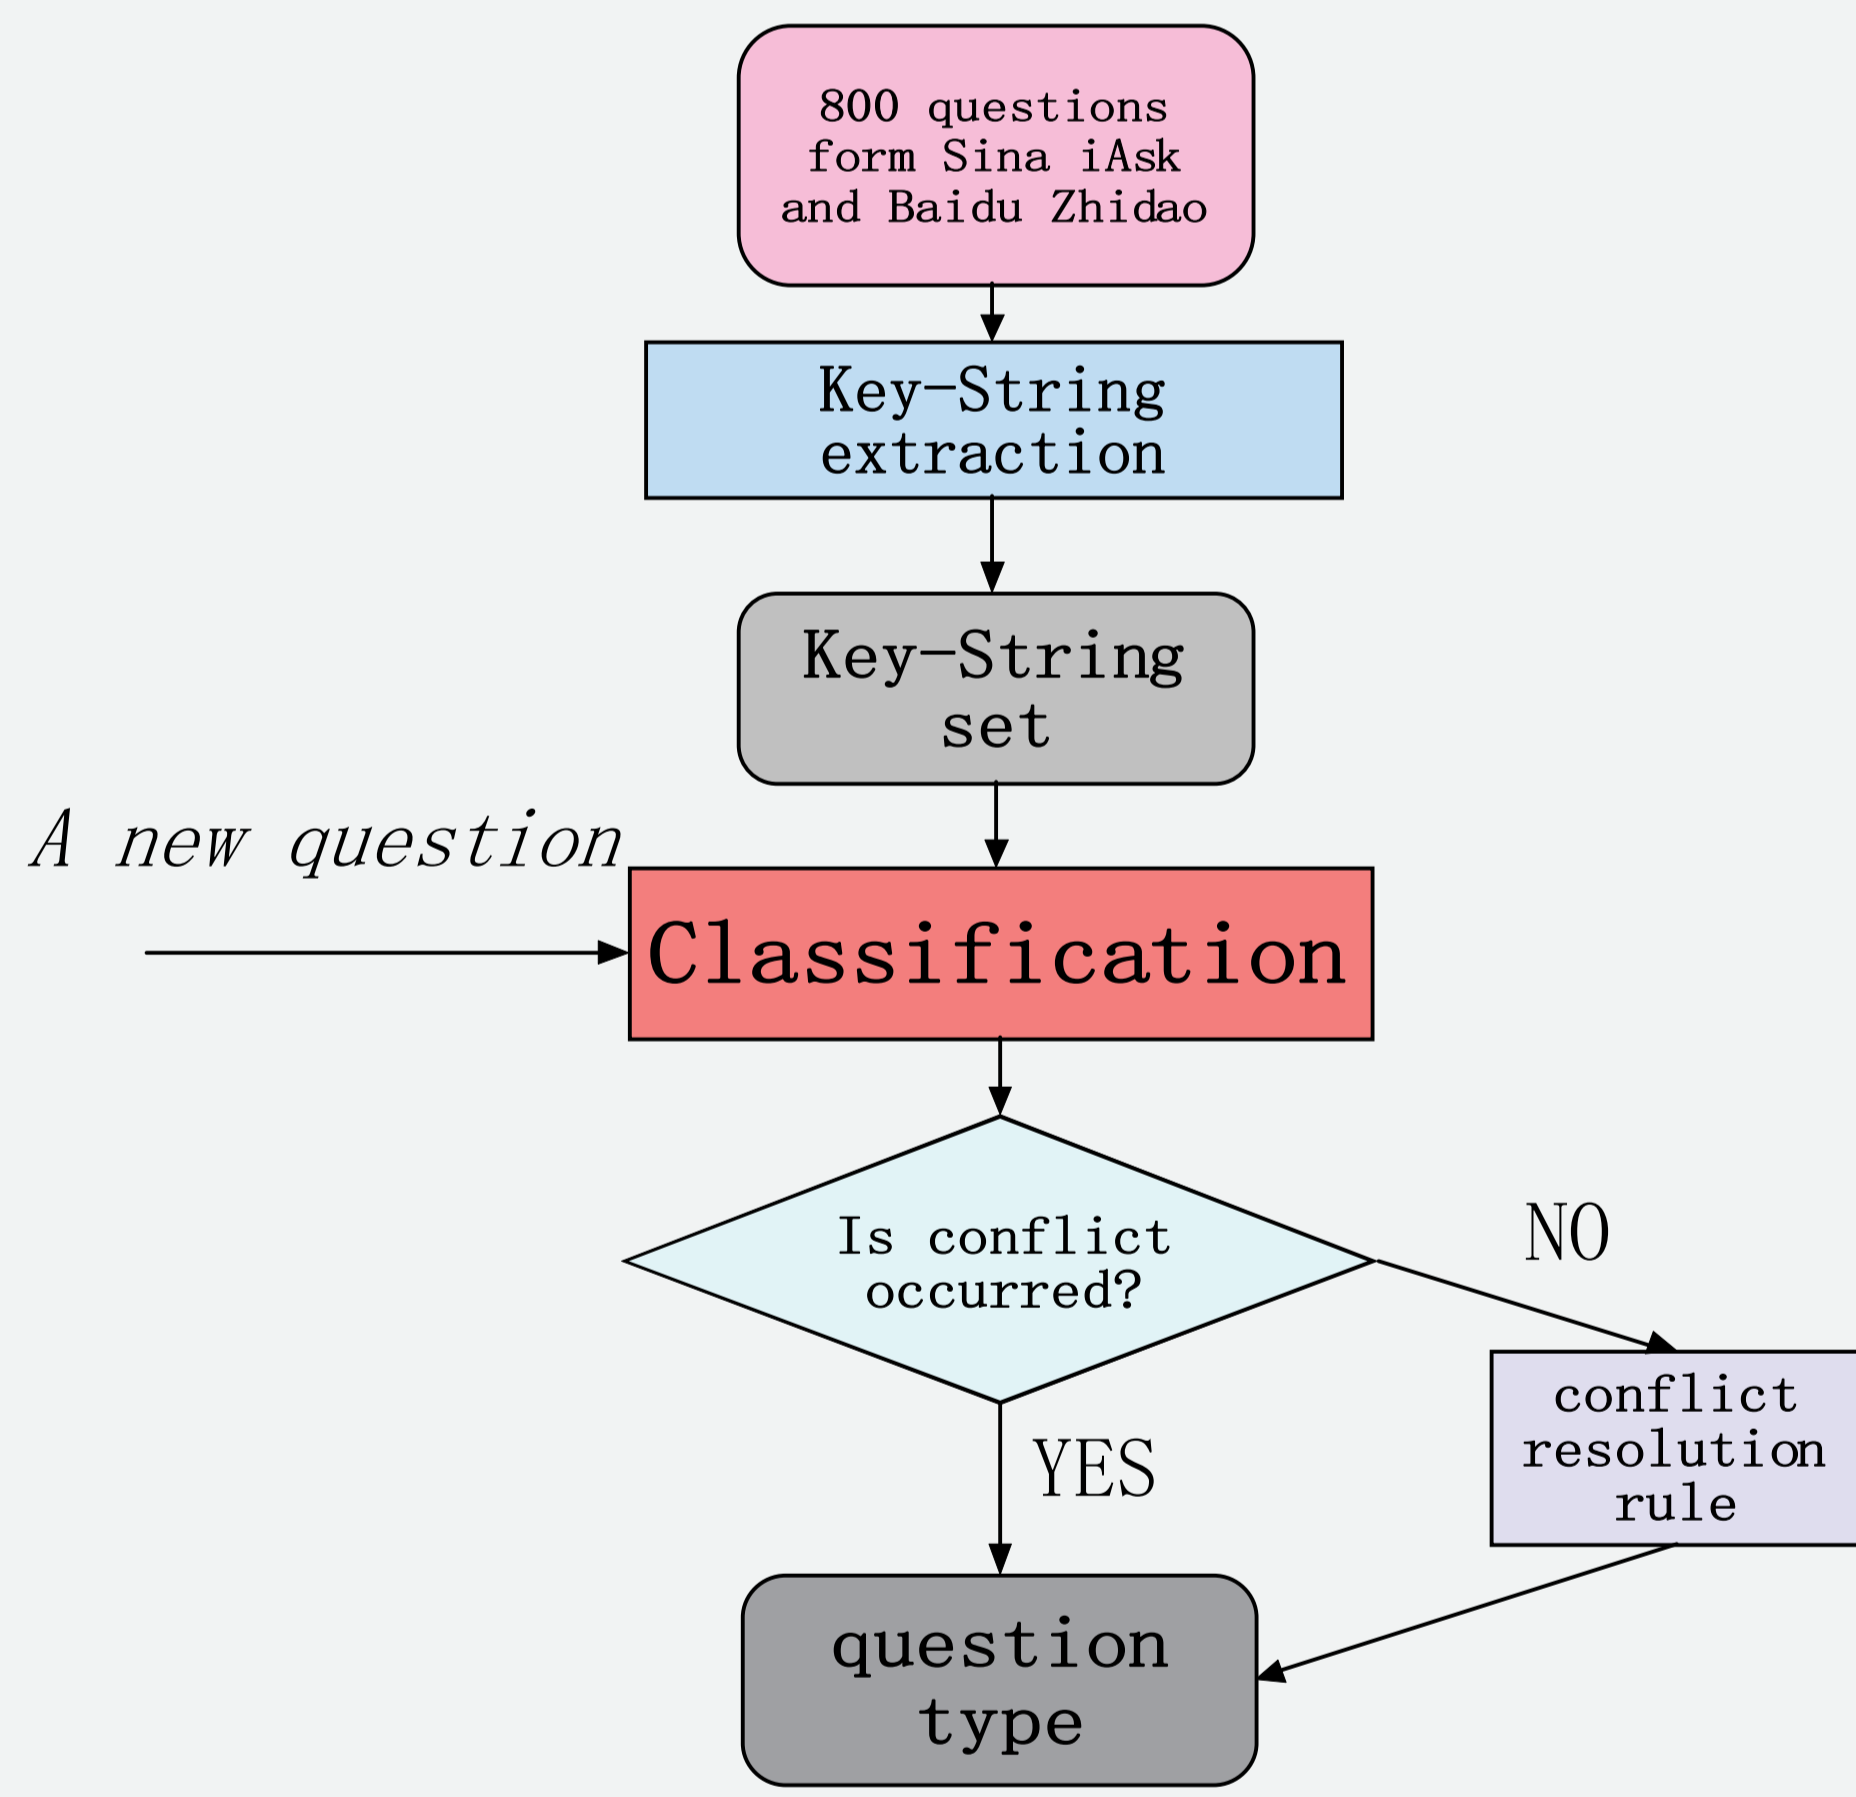 800 questions
form Sina iAsk
and Baidu Zhidao
Key-String
extraction
Key-String
set
A new question
Classification
Is conflict
occurred?
NO
conflict
resolution
rule
YES
question
type